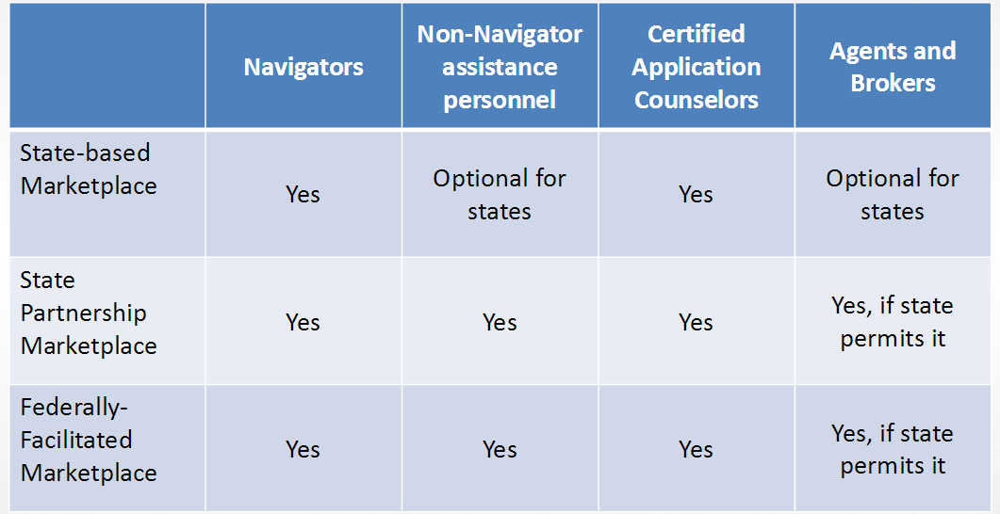 Navigators
Non-Navigator
assistance
personnel
Certified
Application
Counselors
Agents and
Brokers
State-based
Marketplace
Yes
Optional for
states
Yes
Optional for
states
State
Partnership
Marketplace
Yes
Yes
Yes
Yes, if state
permits it
Federally-
Facilitated
Marketplace
Yes
Yes
Yes
Yes, if state
permits it